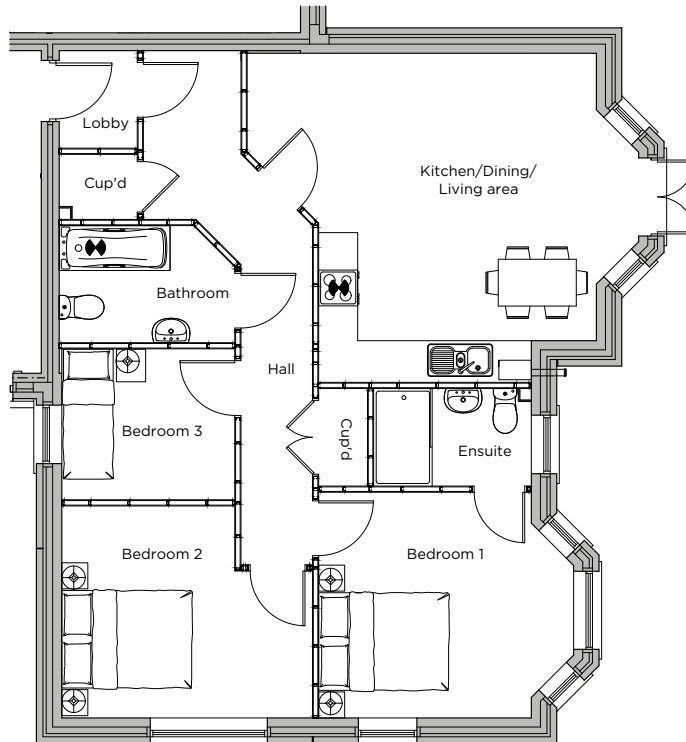 Lobby
Cup'd
Kitchen/Dining/
Living area
Bathroom
Hall
Bedroom 3
Cup'd
Ensuite
Bedroom 2
Bedroom 1